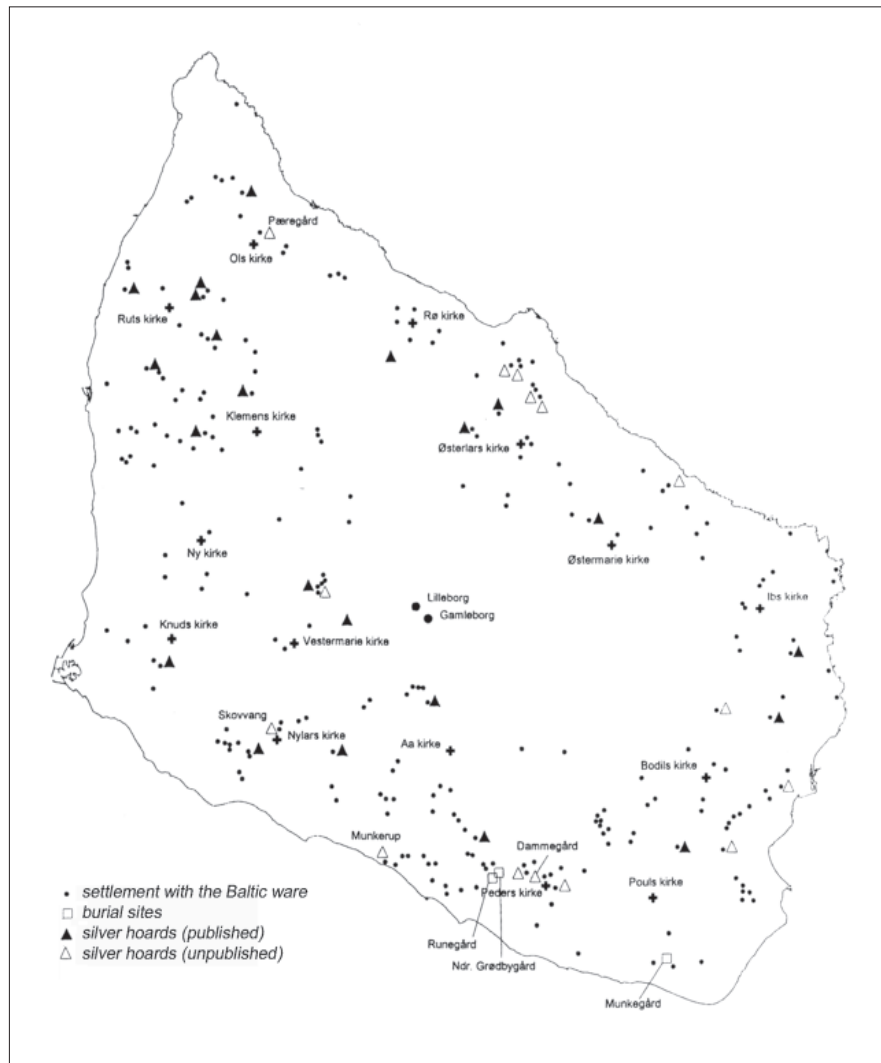 Pæregård
Ols kirke
Ruts kirke
Rø kirke
Klemens kirke
Østerlars kirke
Ny kirke
Østermarie kirke
Lilleborg
Gamleborg
Ibs kirke
Knuds kirke
Vestermarie kirke
Skovvang
Nylars kirke
Aa kirke
Bodils kirke
Munkerup
Dammegård
Peders kirke
Pouls kirke
settlement with the Baltic ware
burial sites
silver hoards (published)
silver hoards (unpublished)
Runegård
Ndr. Grødbygård
Munkegård